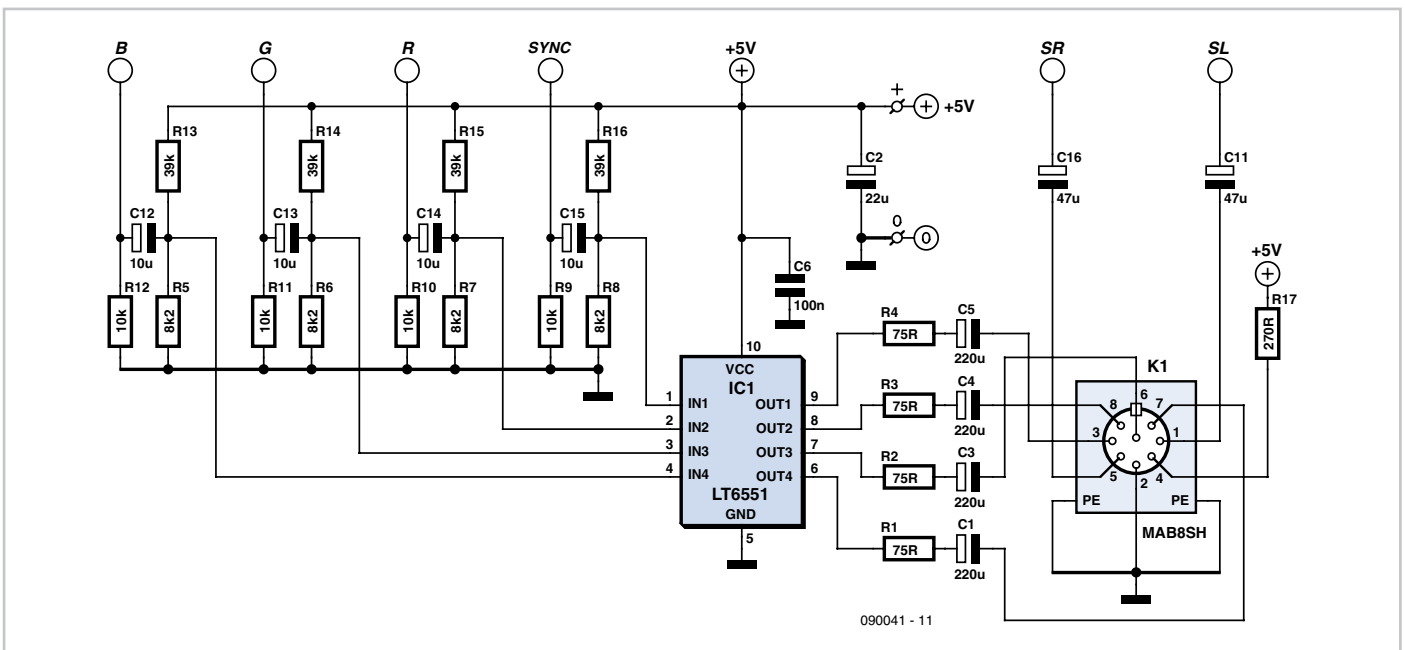 B
G
R
SYNC
+5V
SR
SL
+
+5V
R13
R14
R15
R16
39k
39k
39k
39k
C2
22u
C16
47u
C11
47u
C12
10u
C13
10u
C14
10u
C15
10u
0
0
+5V
R17
270R
C6
100n
R12
10k
R5
8k2
R11
10k
R6
8k2
R10
10k
R7
8k2
R9
10k
R8
8k2
R4
75R
C5
220u
R3
75R
C4
220u
R2
75R
C3
220u
R1
75R
C1
220u
10
VCC
IC1
1 IN1 OUT1 9
2 IN2 OUT2 8
3 IN3 OUT3 7
4 IN4 OUT4 6
LT6551
GND
5
K1
8 6 7
3 1
5 2 4
PE PE
MAB8SH
090041 - 11